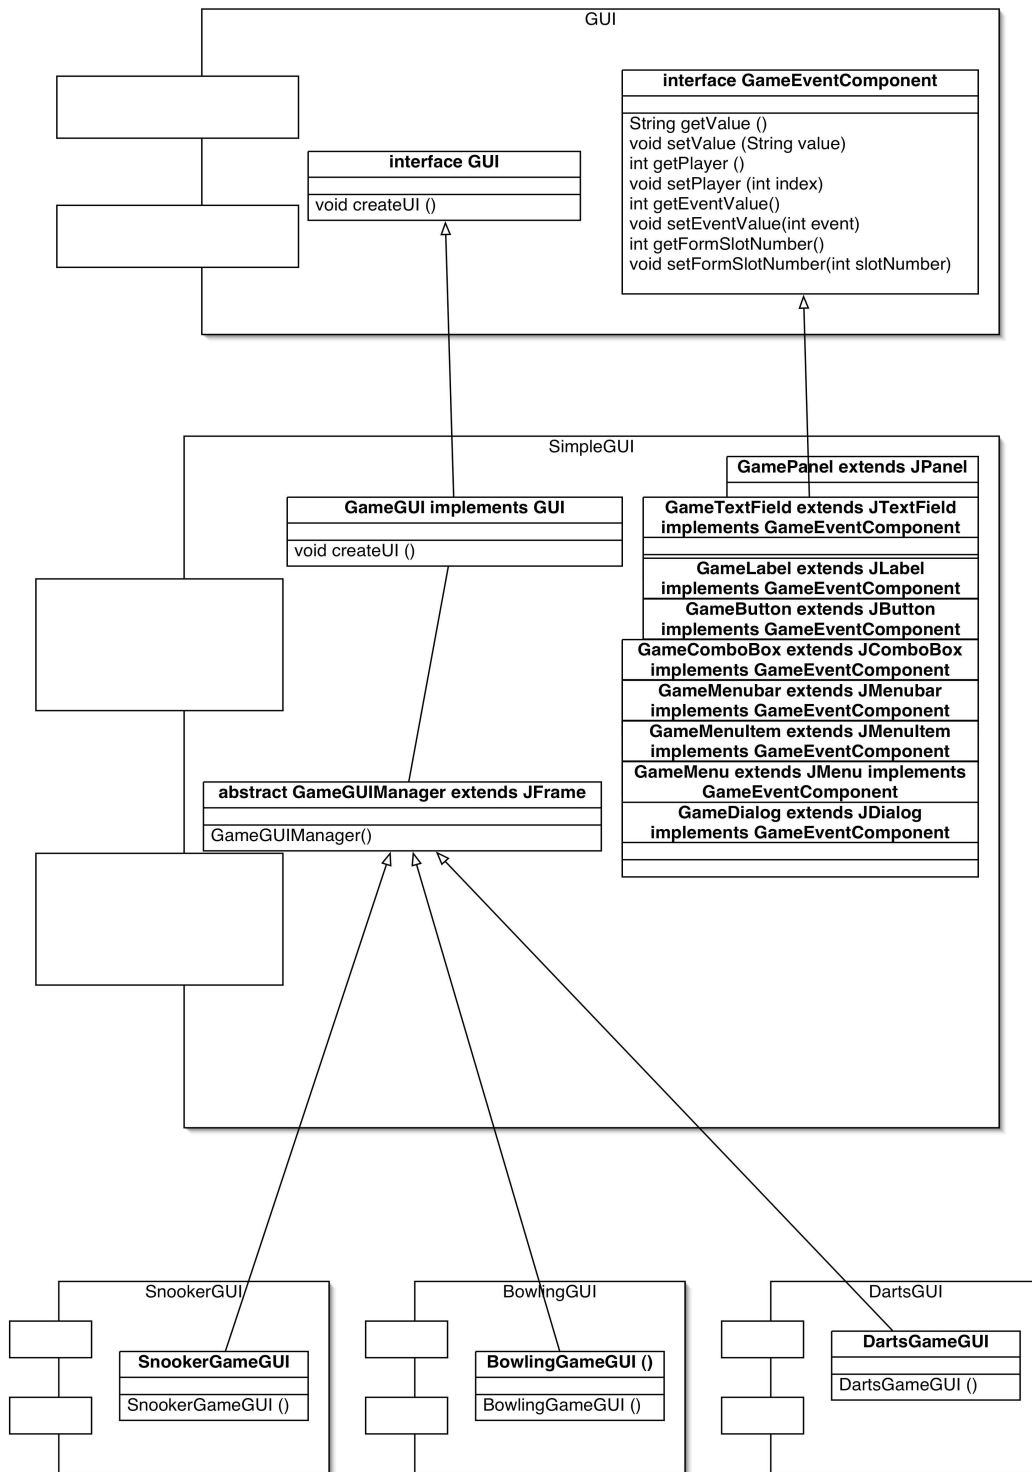 GUI
interface GameEventComponent
String getValue ()
void setValue (String value)
int getPlayer ()
void setPlayer (int index)
int getEventValue()
void setEventValue(int event)
int getFormSlotNumber()
void setFormSlotNumber(int slotNumber)
interface GUI
void createUI ()
SimpleGUI
GamePanel extends JPanel
GameTextField extends JTextField
implements GameEventComponent
GameLabel extends JLabel
implements GameEventComponent
GameButton extends JButton
implements GameEventComponent
GameComboBox extends JComboBox
implements GameEventComponent
GameMenubar extends JMenubar
implements GameEventComponent
GameMenuItem extends JMenuItem
implements GameEventComponent
GameMenu extends JMenu implements
GameEventComponent
GameDialog extends JDialog
implements GameEventComponent
GameGUI implements GUI
void createUI ()
abstract GameGUIManager extends JFrame
GameGUIManager()
SnookerGUI
SnookerGameGUI
SnookerGameGUI ()
BowlingGUI
BowlingGameGUI ()
BowlingGameGUI ()
DartsGUI
DartsGameGUI
DartsGameGUI ()